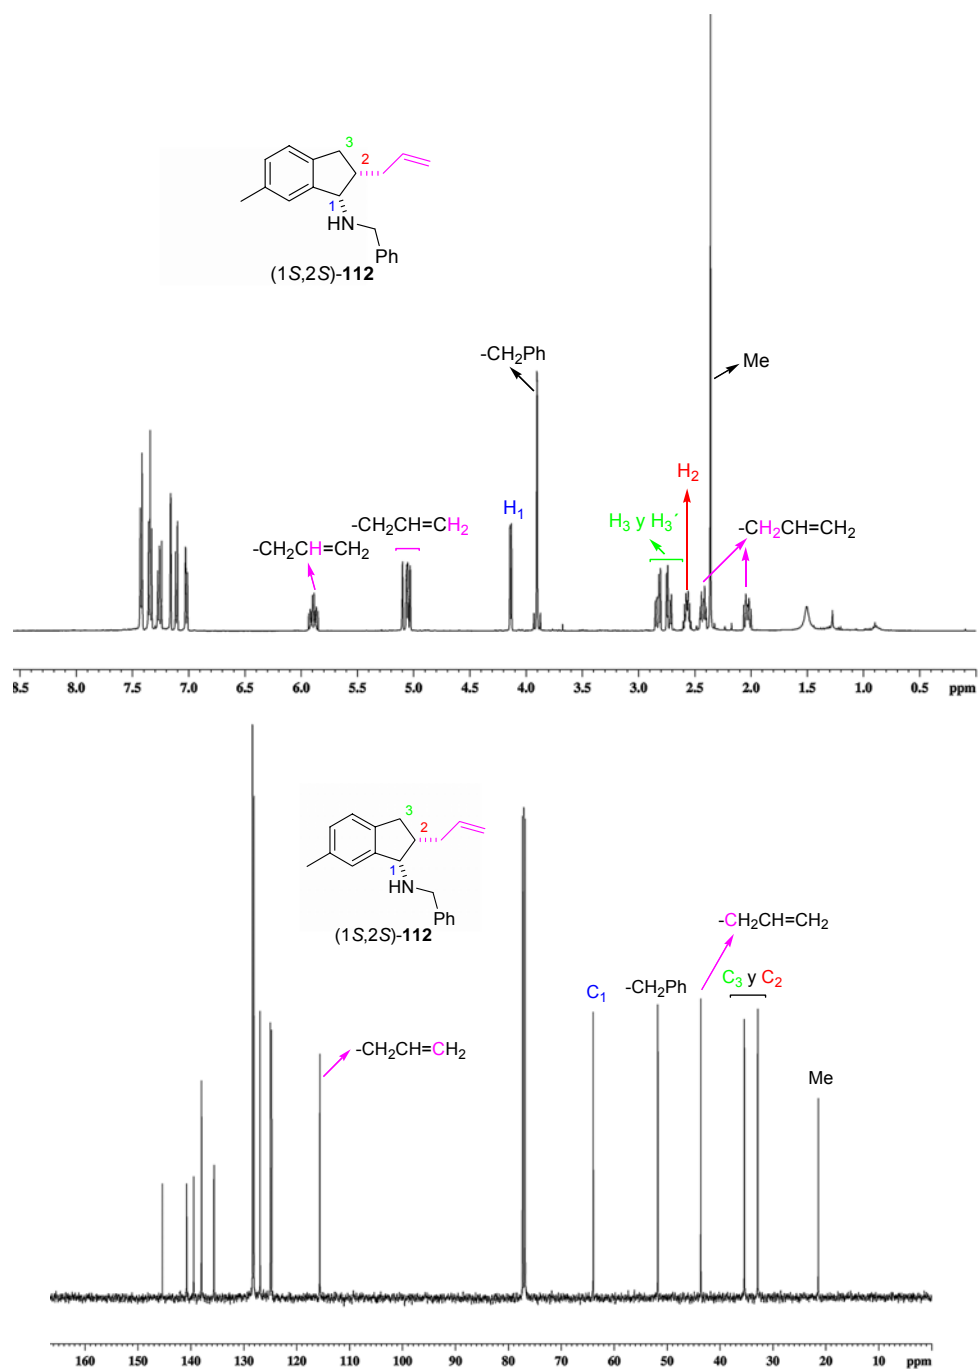 3
2
1
HN
Ph
(1S,2S)-112
-CH2Ph
Me
H2
H1
-CH2CH=CH2
H3 y H3´
-CH2CH=CH2
-CH2CH=CH2
8.5 8.0 7.5 7.0 6.5 6.0 5.5 5.0 4.5 4.0 3.5 3.0 2.5 2.0 1.5 1.0 0.5 ppm
3
2
1
HN
Ph
(1S,2S)-112
-CH2CH=CH2
C3 y C2
-CH2Ph
C1
-CH2CH=CH2
Me
160 150 140 130 120 110 100 90 80 70 60 50 40 30 20 10 ppm